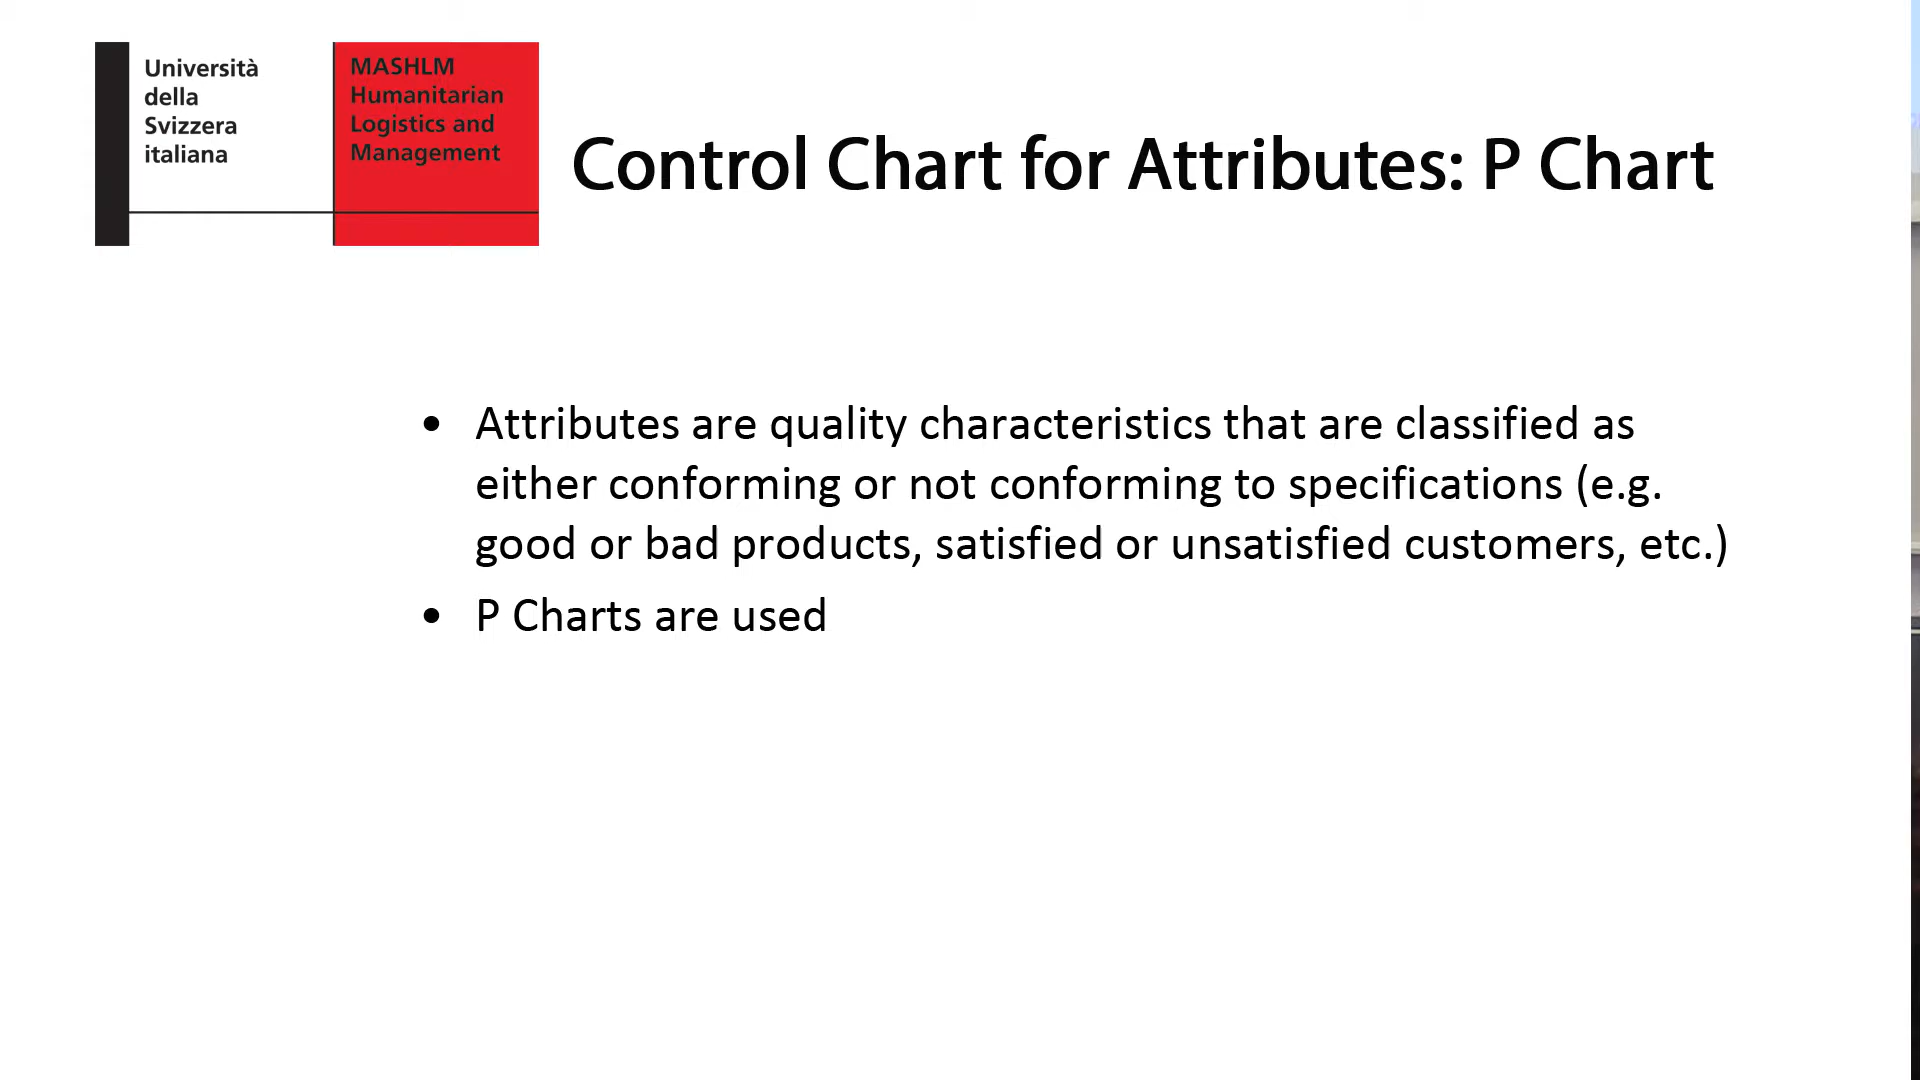 Università
della
Svizzera
italiana
MASHLM
Humanitarian
Logistics and
Management
Control Chart for Attributes: P Chart
• Attributes are quality characteristics that are classified as
either conforming or not conforming to specifications (e.g.
good or bad products, satisfied or unsatisfied customers, etc.)
• P Charts are used